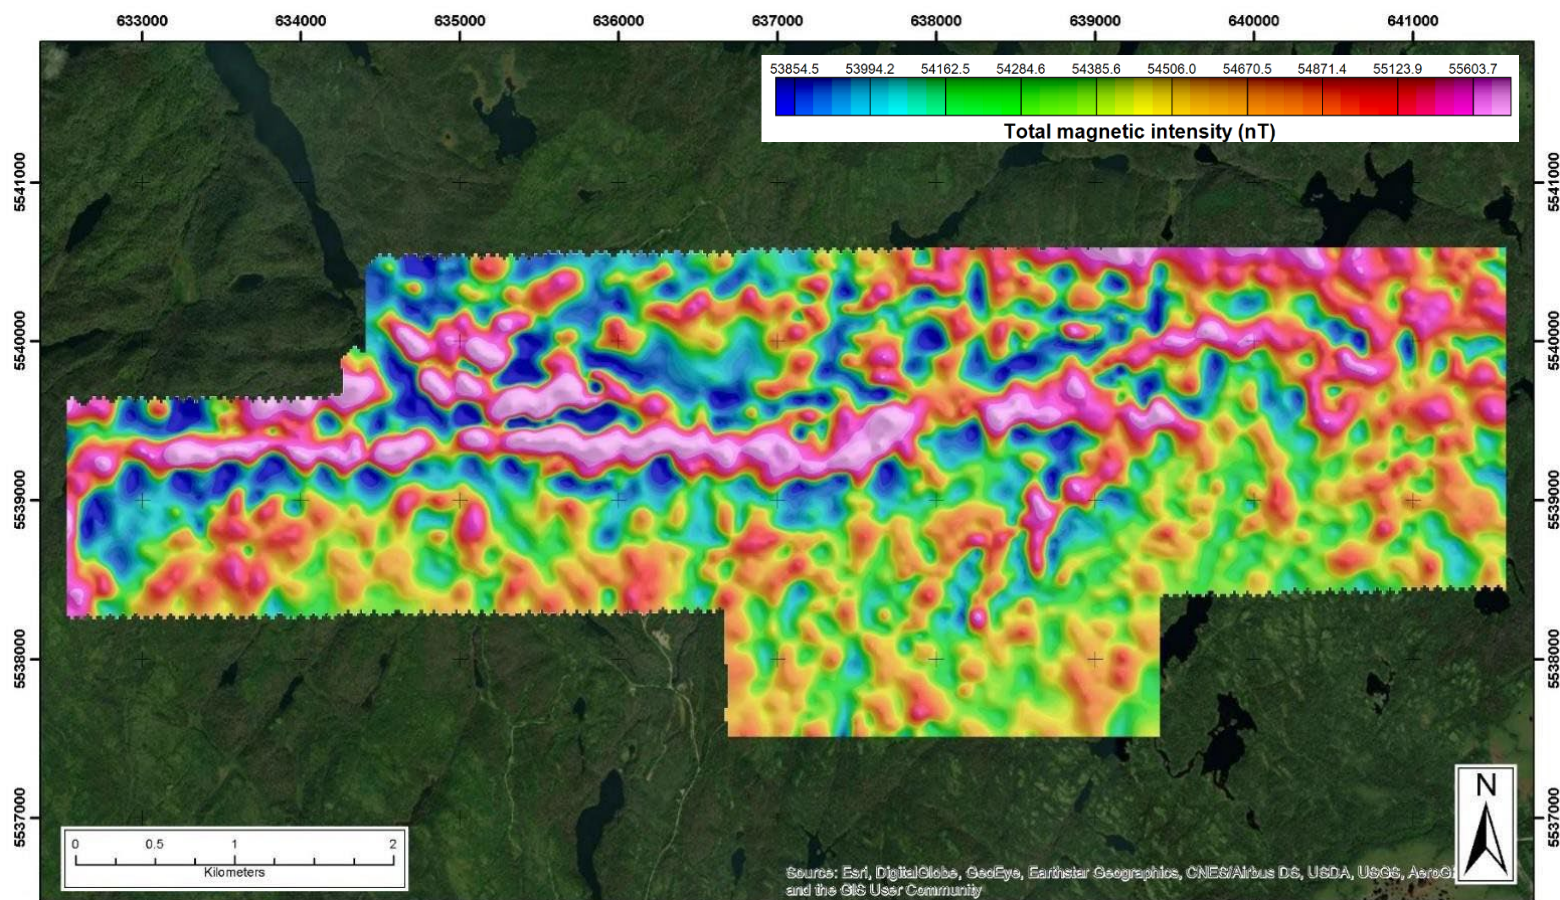 633000 634000 635000 636000 637000 638000 639000 640000 641000
53854.5 53994.2 54162.5 54284.6 54385.6 54506.0 54670.5 54871.4 55123.9 55603.7
Total magnetic intensity (nT)
5541000 5541000
5540000 5540000
5539000 5539000
5538000 5538000
5537000 5537000
N
0 0.5 1 2
Kilometers
Source: Esri, DigitalGlobe, GeoEye, Earthstar Geographics, CNES/Airbus DS, USDA, USGS,
and the GIS User Community